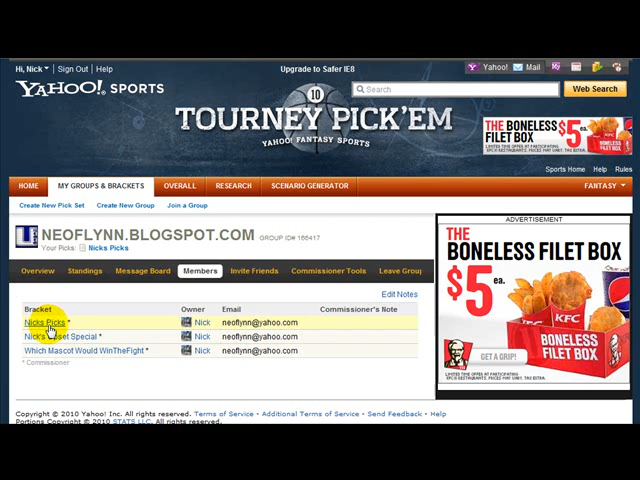 Hi, Nick Sign Out Help
Upgrade to Safer IE8
Yahoo! Mail
YAHOO! SPORTS
Search
Web Search
10
TOURNEY PICK'EM
YAHOO! FANTASY SPORTS
THE BONELESS FILET BOX $5 ea.
Sports Home Help Rules
HOME MY GROUPS & BRACKETS OVERALL RESEARCH SCENARIO GENERATOR FANTASY
Create New Pick Set Create New Group Join a Group
NEOFLYNN.BLOGSPOT.COM GROUP ID# 166417
Your Picks: Nicks Picks
Overview Standings Message Board Members Invite Friends Commissioner Tools Leave Group
Edit Notes
Bracket Owner Email Commissioner's Note
Nicks Picks * Nick neoflynn@yahoo.com
Nick's Upset Special * Nick neoflynn@yahoo.com
Which Mascot Would WinTheFight * Nick neoflynn@yahoo.com
* Commissioner
ADVERTISEMENT
THE
BONELESS FILET BOX
$5 ea.
KFC
KFC
BONELESS
FILET BOX
GET A GRIP!
Copyright © 2010 Yahoo! Inc. All rights reserved. Terms of Service - Additional Terms of Service - Send Feedback - Help
Portions Copyright © 2010 STATS LLC. All rights reserved.